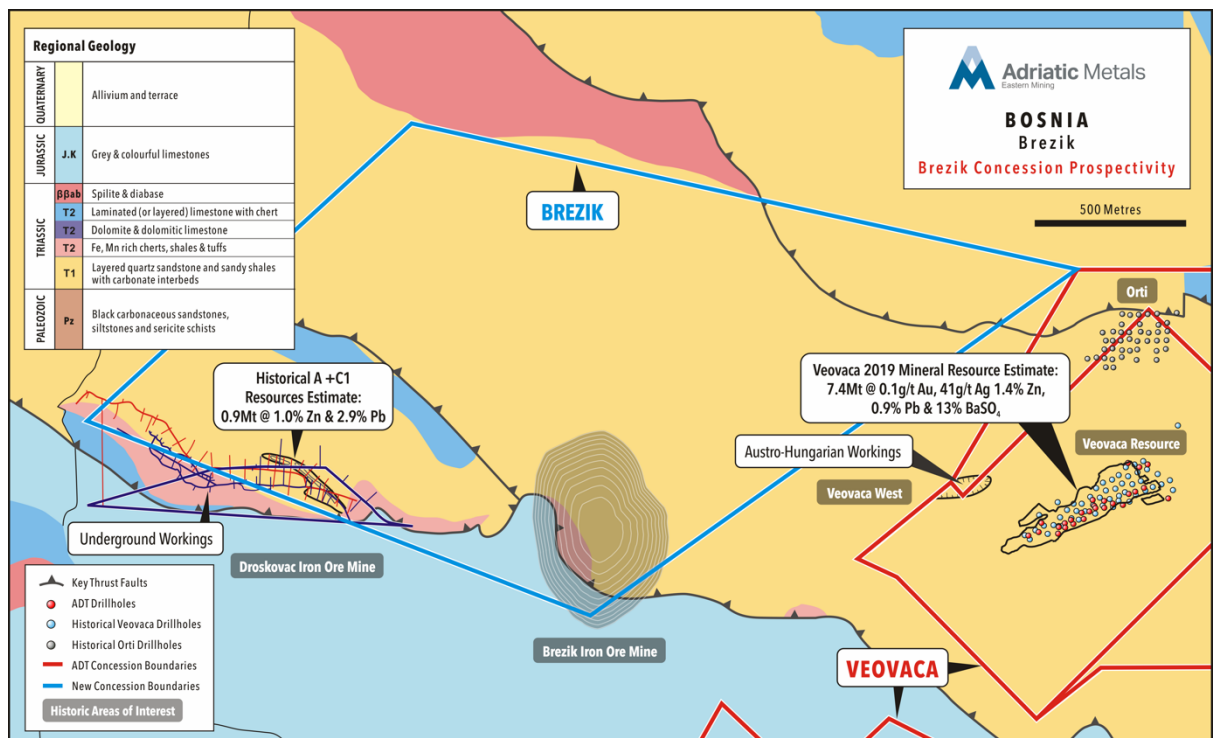 Regional Geology
QUATERNARY
Allivium and terrace
JURASSIC
J.K
Grey & colourful limestones
TRIASSIC
ββab
Spilite & diabase
T2
Laminated (or layered) limestone with chert
T2
Dolomite & dolomitic limestone
T2
Fe, Mn rich cherts, shales & tuffs
T1
Layered quartz sandstone and sandy shales
with carbonate interbeds
PALEOZOIC
Pz
Black carbonaceous sandstones,
siltstones and sericite schists
Adriatic Metals
Eastern Mining
BOSNIA
Brezik
Brezik Concession Prospectivity
500 Metres
BREZIK
Orti
Historical A +C1
Resources Estimate:
0.9Mt @ 1.0% Zn & 2.9% Pb
Veovaca 2019 Mineral Resource Estimate:
7.4Mt @ 0.1g/t Au, 41g/t Ag 1.4% Zn,
0.9% Pb & 13% BaSO₄
Austro-Hungarian Workings
Veovaca Resource
Veovaca West
Underground Workings
Droskovac Iron Ore Mine
Brezik Iron Ore Mine
VEOVACA
Key Thrust Faults
ADT Drillholes
Historical Veovaca Drillholes
Historical Orti Drillholes
ADT Concession Boundaries
New Concession Boundaries
Historic Areas of Interest